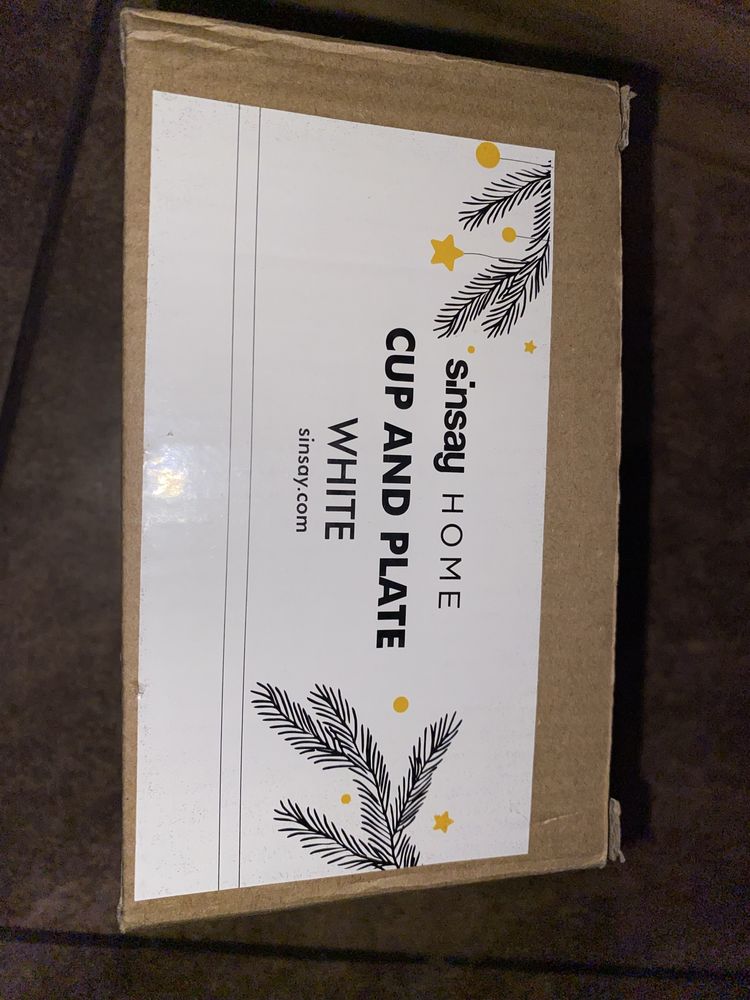 sinsay HOME
CUP AND PLATE
WHITE
sinsay.com